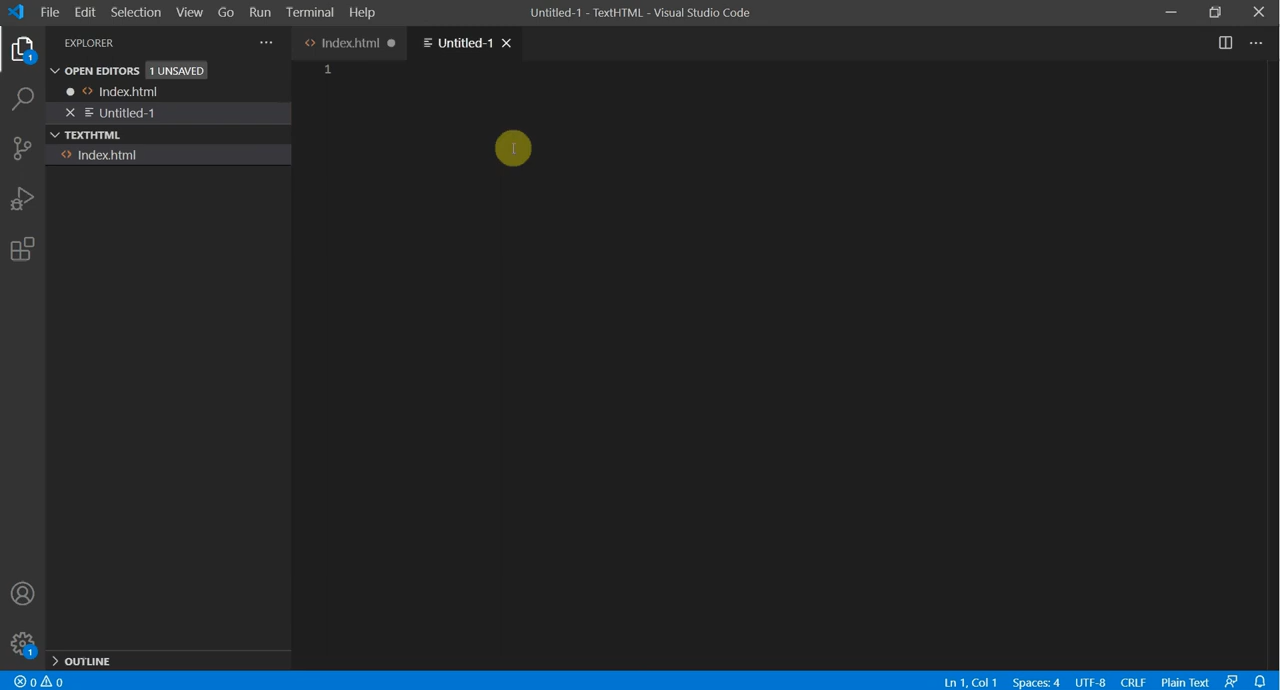 File Edit Selection View Go Run Terminal Help Untitled-1 - TextHTML - Visual Studio Code
EXPLORER
Index.html
Untitled-1
OPEN EDITORS 1 UNSAVED
Index.html
Untitled-1
TEXTHTML
Index.html
1
1
1
OUTLINE
0 0 Ln 1, Col 1 Spaces: 4 UTF-8 CRLF Plain Text